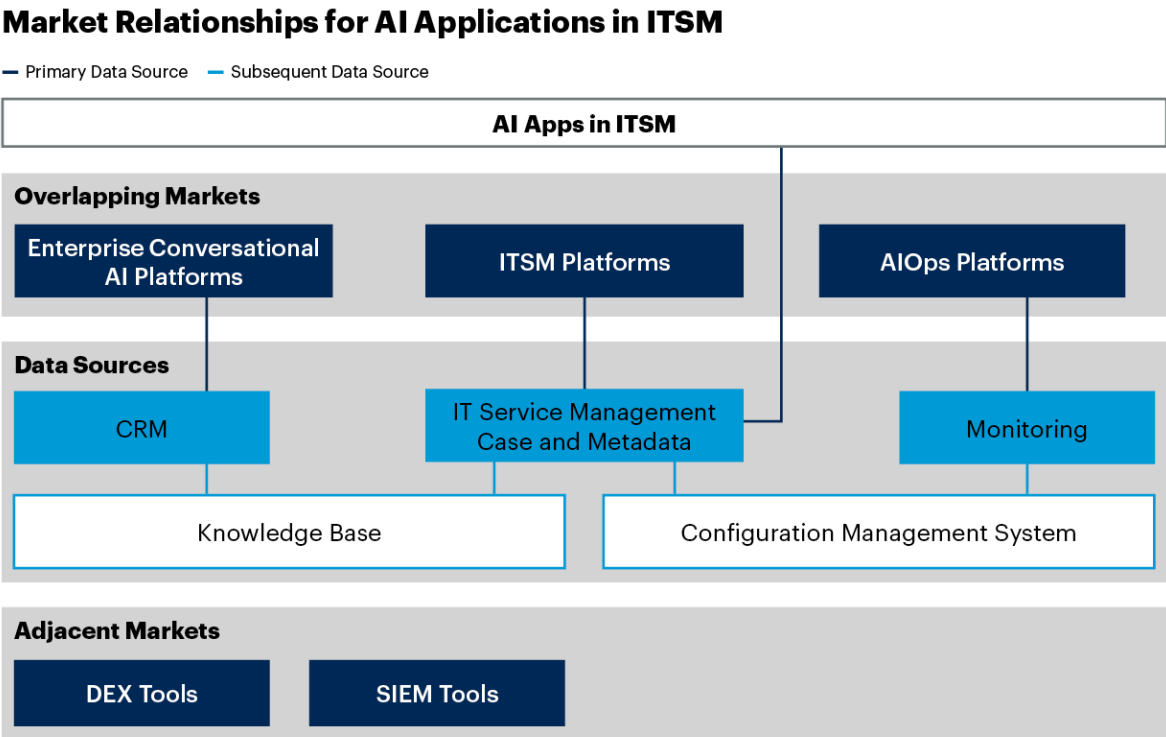 Market Relationships for AI Applications in ITSM
Primary Data Source
Subsequent Data Source
AI Apps in ITSM
Overlapping Markets
Enterprise Conversational
AI Platforms
ITSM Platforms
AIOps Platforms
Data Sources
CRM
IT Service Management
Case and Metadata
Monitoring
Knowledge Base
Configuration Management System
Adjacent Markets
DEX Tools
SIEM Tools